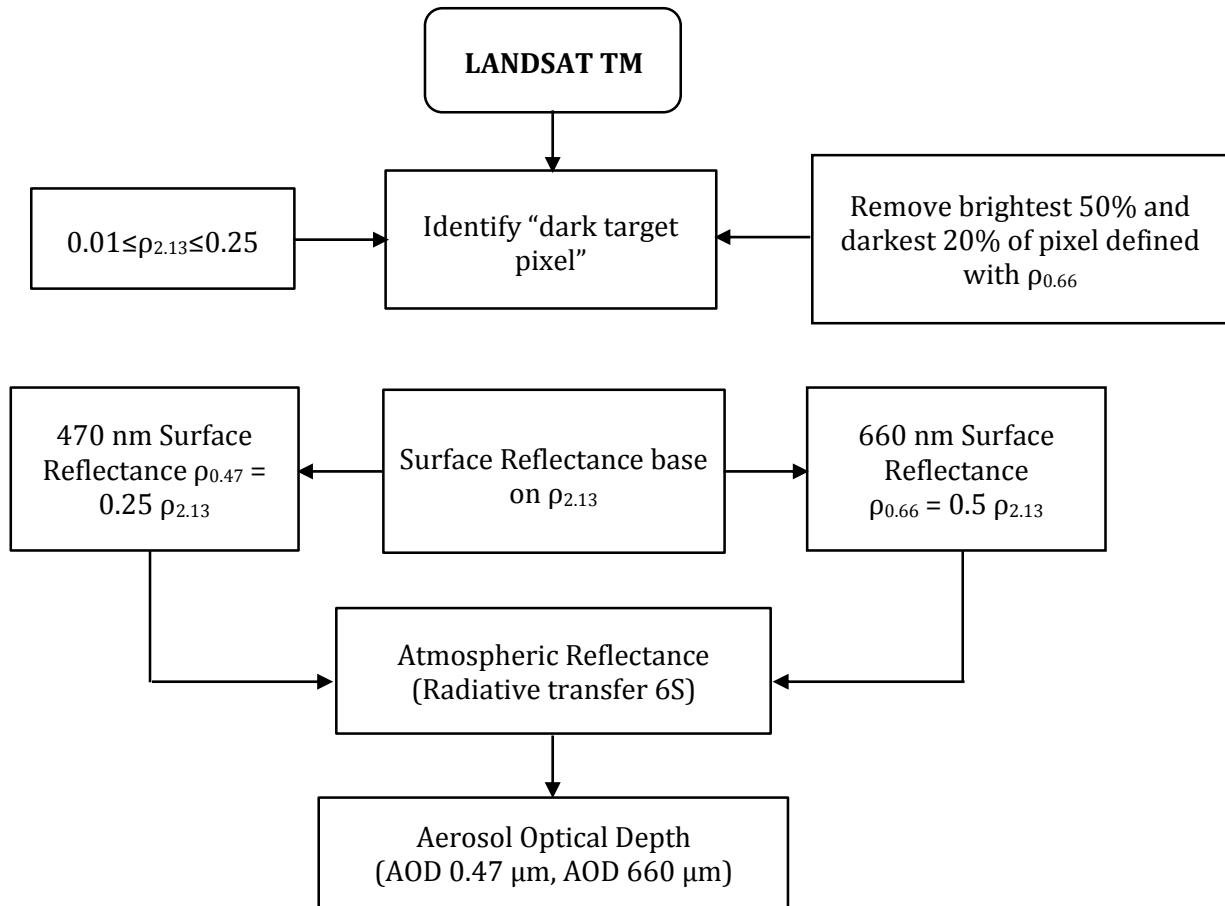 LANDSAT TM
0.01≤ρ2.13≤0.25
Identify “dark target
pixel”
Remove brightest 50% and
darkest 20% of pixel defined
with ρ0.66
470 nm Surface
Reflectance ρ0.47 =
0.25 ρ2.13
Surface Reflectance base
on ρ2.13
660 nm Surface
Reflectance
ρ0.66 = 0.5 ρ2.13
Atmospheric Reflectance
(Radiative transfer 6S)
Aerosol Optical Depth
(AOD 0.47 µm, AOD 660 µm)